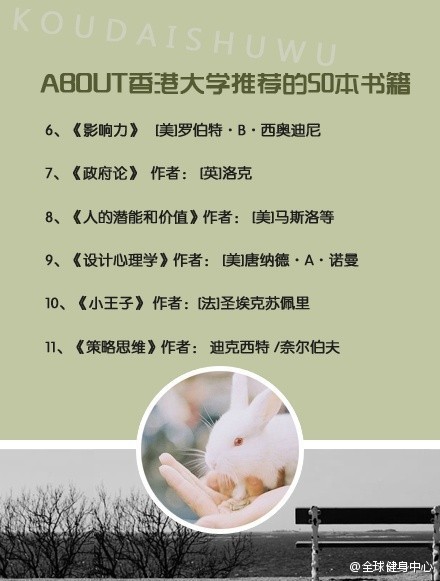 KOUDAISHUWU
ABOUT香港大学推荐的50本书籍
6、《影响力》 [美]罗伯特·B·西奥迪尼
7、《政府论》 作者： [英]洛克
8、《人的潜能和价值》作者： [美]马斯洛等
9、《设计心理学》作者： [美]唐纳德·A·诺曼
10、《小王子》 作者：[法]圣埃克苏佩里
11、《策略思维》作者： 迪克西特 /奈尔伯夫
@全球健身中心